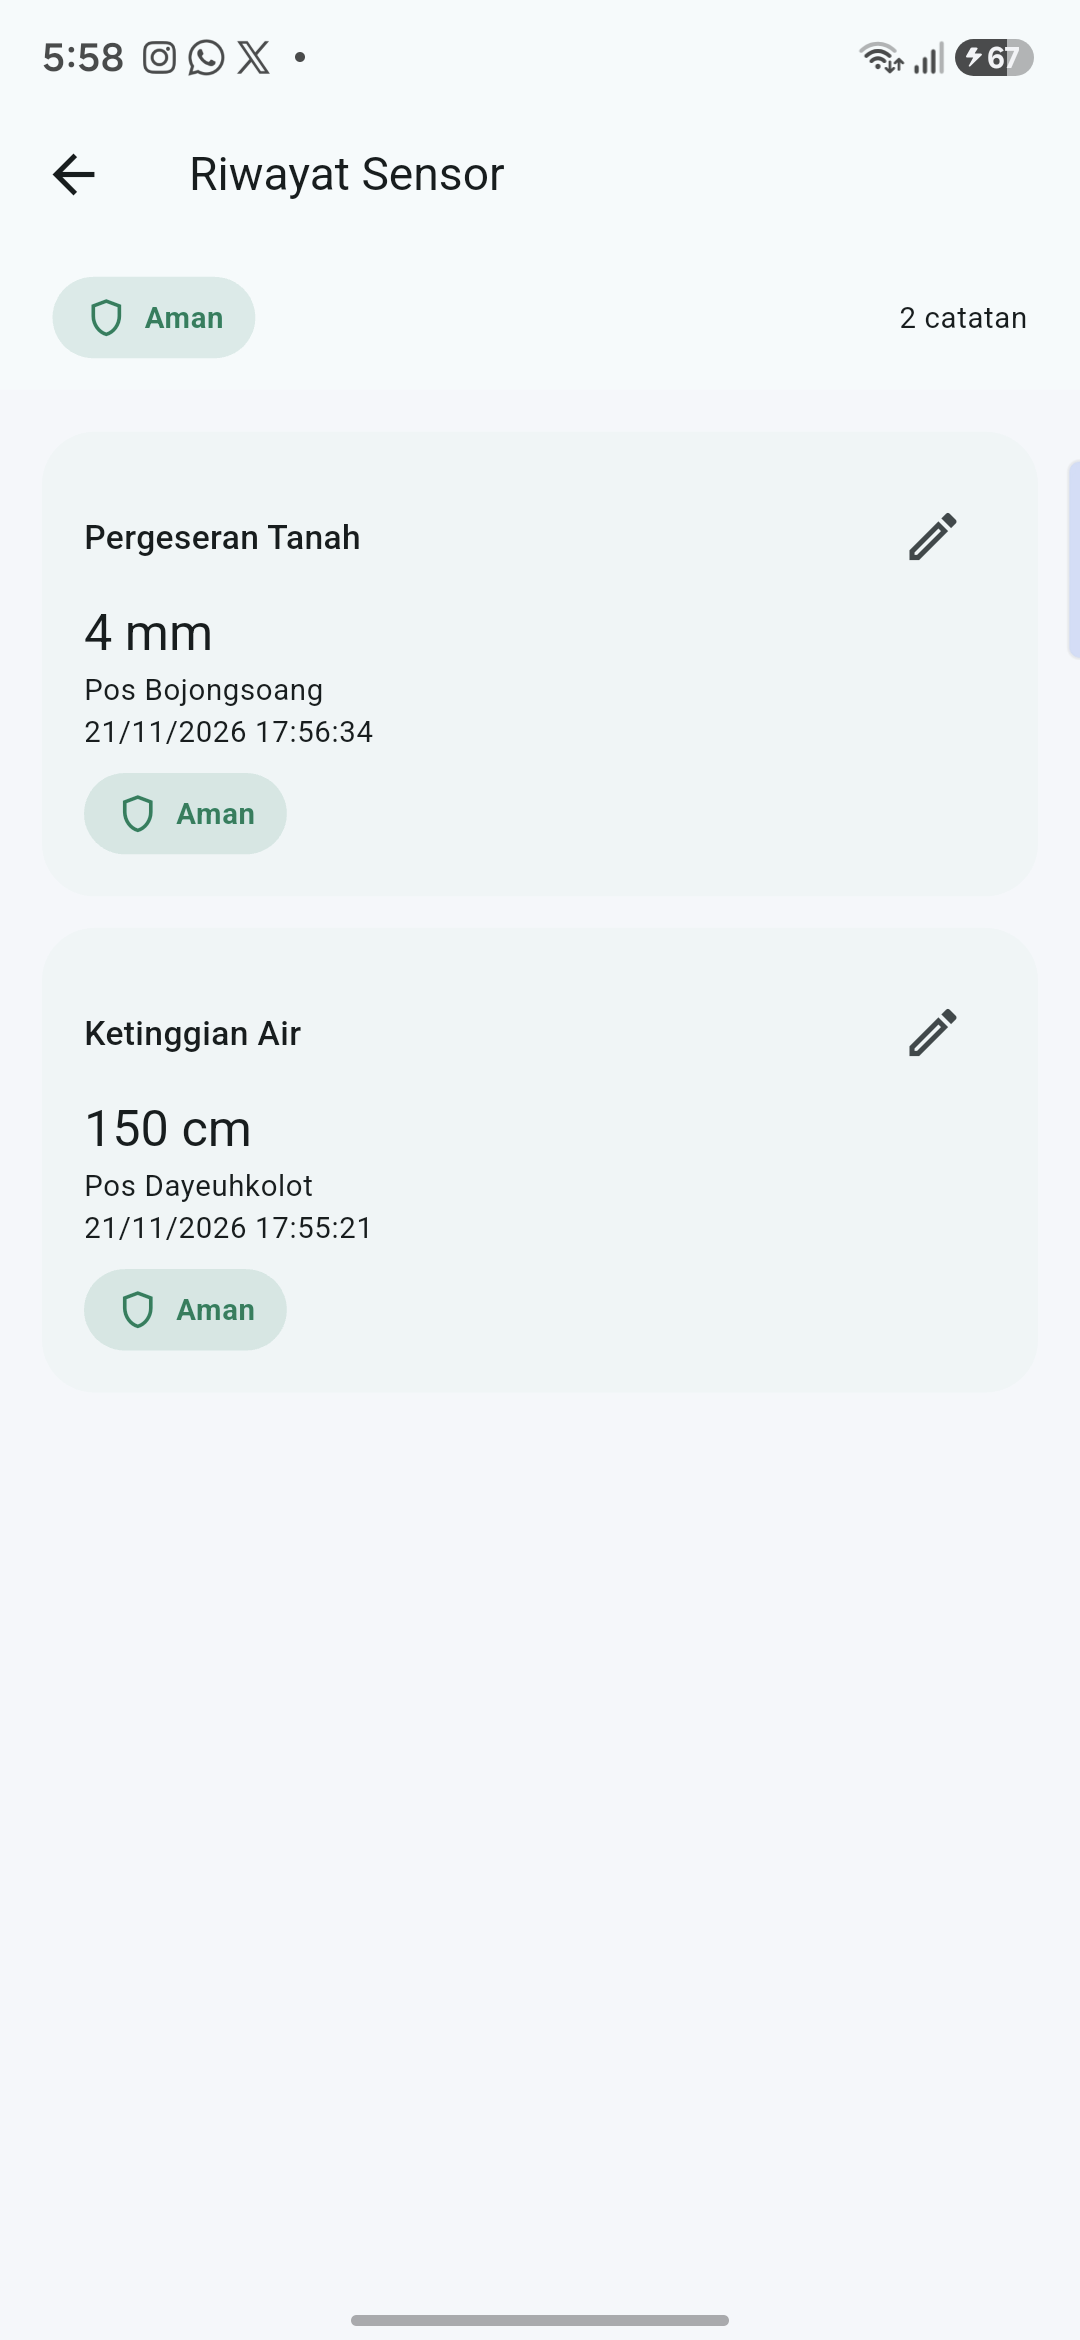 5:58
67
Riwayat Sensor
Aman
2 catatan
Pergeseran Tanah
4 mm
Pos Bojongsoang
21/11/2026 17:56:34
Aman
Ketinggian Air
150 cm
Pos Dayeuhkolot
21/11/2026 17:55:21
Aman